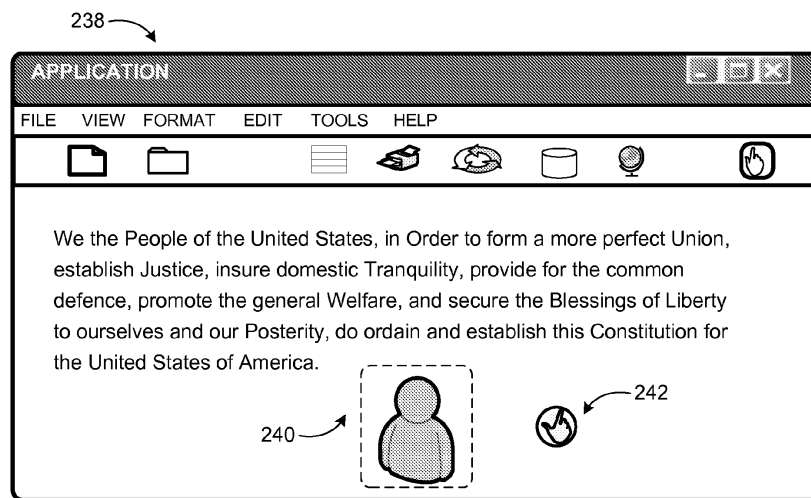 238
APPLICATION
FILE VIEW FORMAT EDIT TOOLS HELP
We the People of the United States, in Order to form a more perfect Union,
establish Justice, insure domestic Tranquility, provide for the common
defence, promote the general Welfare, and secure the Blessings of Liberty
to ourselves and our Posterity, do ordain and establish this Constitution for
the United States of America.
242
240